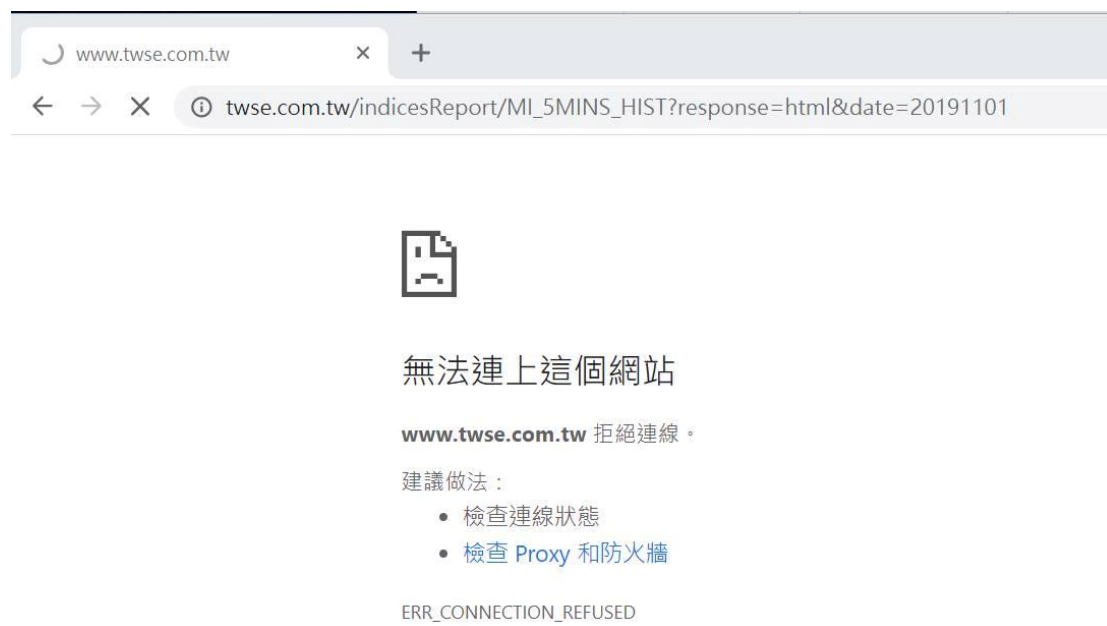 www.twse.com.tw
twse.com.tw/indicesReport/MI_5MINS_HIST?response=html&date=20191101
無法連上這個網站
www.twse.com.tw 拒絕連線。
建議做法：
檢查連線狀態
檢查 Proxy 和防火牆
ERR_CONNECTION_REFUSED